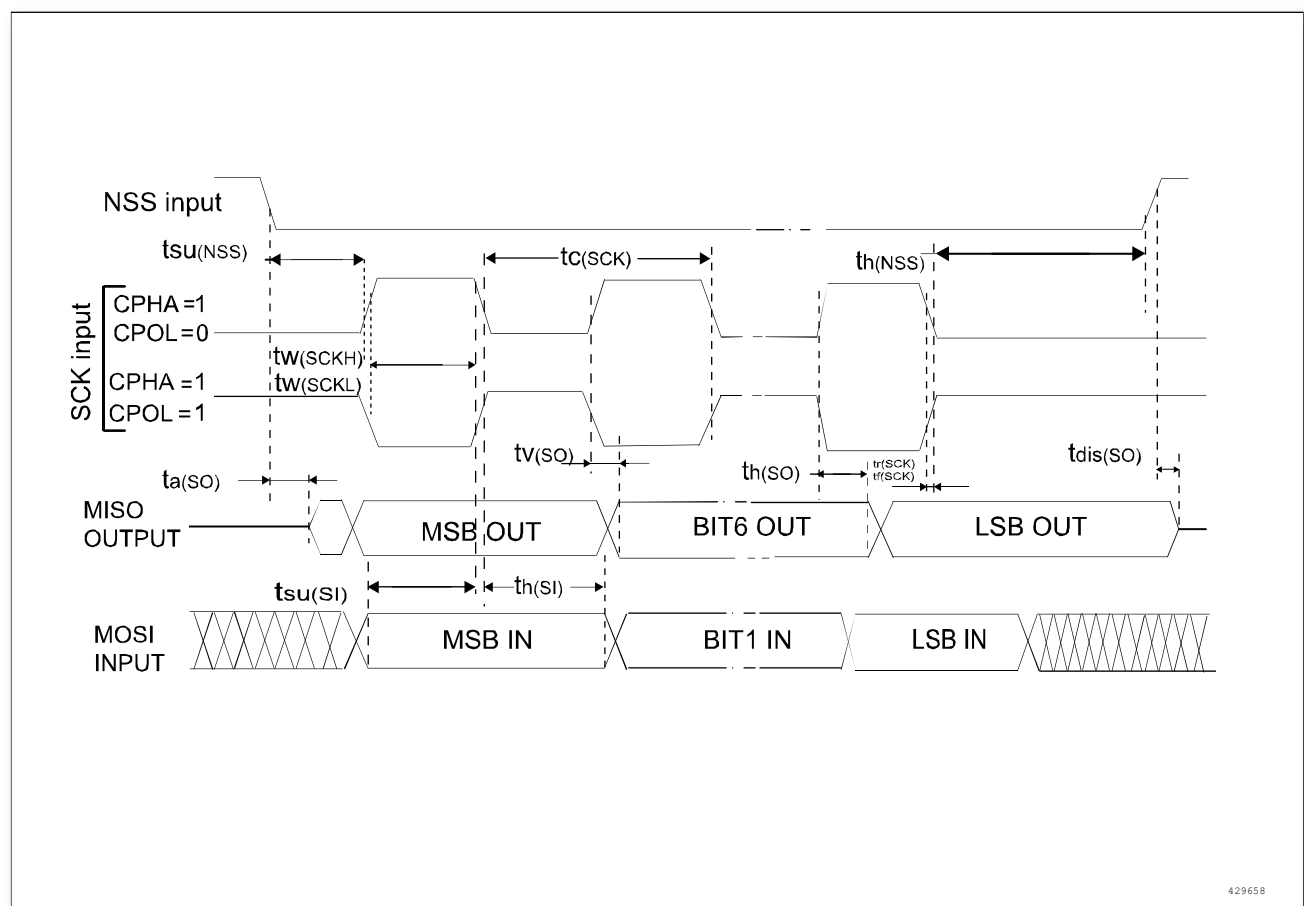 NSS input
tsu(NSS)
tc(SCK)
th(NSS)
SCK input
CPHA =1
CPOL =0
tw(SCKH)
CPHA =1
tw(SCKL)
CPOL =1
tv(SO)
tdis(SO)
ta(SO)
th(SO)
tr(SCK)
tf(SCK)
MISO
OUTPUT
MSB OUT
BIT6 OUT
LSB OUT
tsu(SI)
th(SI)
MOSI
INPUT
MSB IN
BIT1 IN
LSB IN
429658